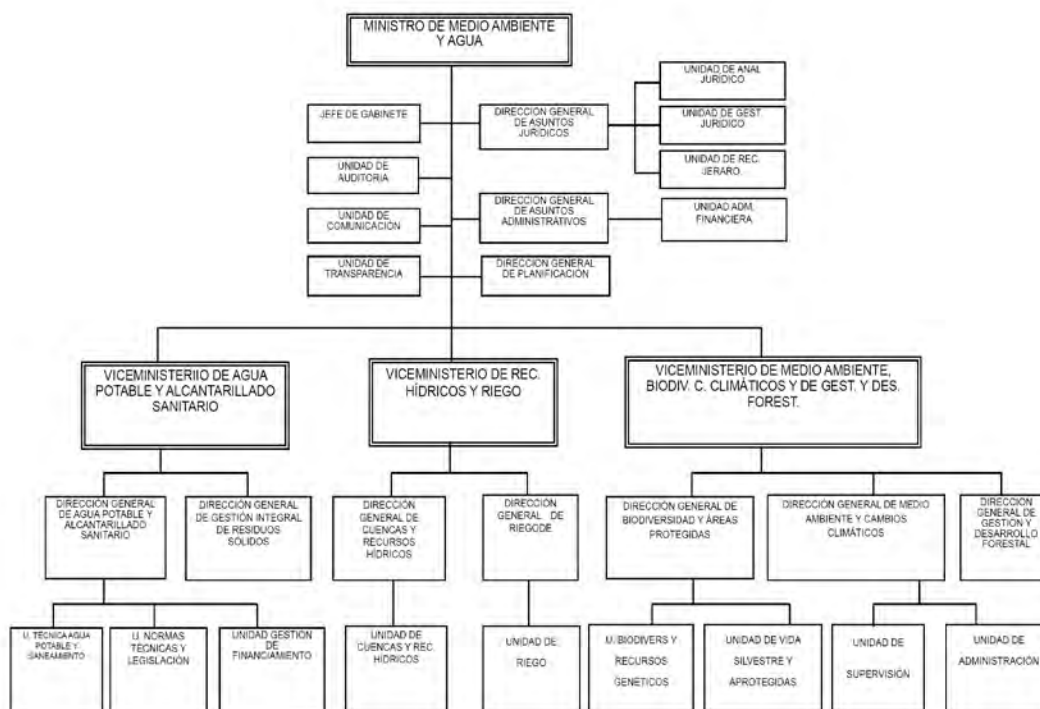 MINISTRO DE MEDIO AMBIENTE
Y AGUA
JEFE DE GABINETE
DIRECCIÓN GENERAL
DE ASUNTOS
JURÍDICOS
UNIDAD DE ANAL
JURIDICO
UNIDAD DE GEST.
JURÍDICO
UNIDAD DE REC.
JERARQ.
UNIDAD DE
AUDITORIA
UNIDAD DE
COMUNICACIÓN
DIRECCIÓN GENERAL
DE ASUNTOS
ADMINISTRATIVOS
UNIDAD ADM.
FINANCIERA
UNIDAD DE
TRANSPARENCIA
DIRECCION GENERAL
DE PLANIFICACIÓN
VICEMINISTERIIO DE AGUA
POTABLE Y ALCANTARILLADO
SANITARIO
VICEMINISTERIO DE REC.
HÍDRICOS Y RIEGO
VICEMINISTERIO DE MEDIO AMBIENTE,
BIODIV. C. CLIMÁTICOS Y DE GEST. Y DES.
FOREST.
DIRECCIÓN GENERAL
DE AGUA POTABLE Y
ALCANTARILLADO
SANITARIO
DIRECCIÓN GENERAL
DE GESTIÓN INTEGRAL
DE RESIDUOS
SÓLIDOS
DIRECCIÓN
GENERAL DE
CUENCAS Y
RECURSOS
HÍDRICOS
DIRECCIÓN
GENERAL DE
RIEGODE
DIRECCIÓN GENERAL DE
BIODIVERSIDAD Y ÁREAS
PROTEGIDAS
DIRECCIÓN GENERAL DE MEDIO
AMBIENTE Y CAMBIOS
CLIMÁTICOS
DIRECCIÓN
GENERAL DE
GESTION Y
DESARROLLO
FORESTAL
U. TÉCNICA AGUA
POTABLE Y
SANEAMIENTO
U. NORMAS
TÉCNICAS Y
LEGISLACIÓN
UNIDAD GESTIÓN
DE
FINANCIAMIENTO
UNIDAD DE
CUENCAS Y REC.
HÍDRICOS
UNIDAD DE
RIEGO
U. BIODIVERS Y
RECURSOS
GENÉTICOS
UNIDAD DE VIDA
SILVESTRE Y
APROTEGIDAS
UNIDAD DE
SUPERVISIÓN
UNIDAD DE
ADMINISTRACIÓN